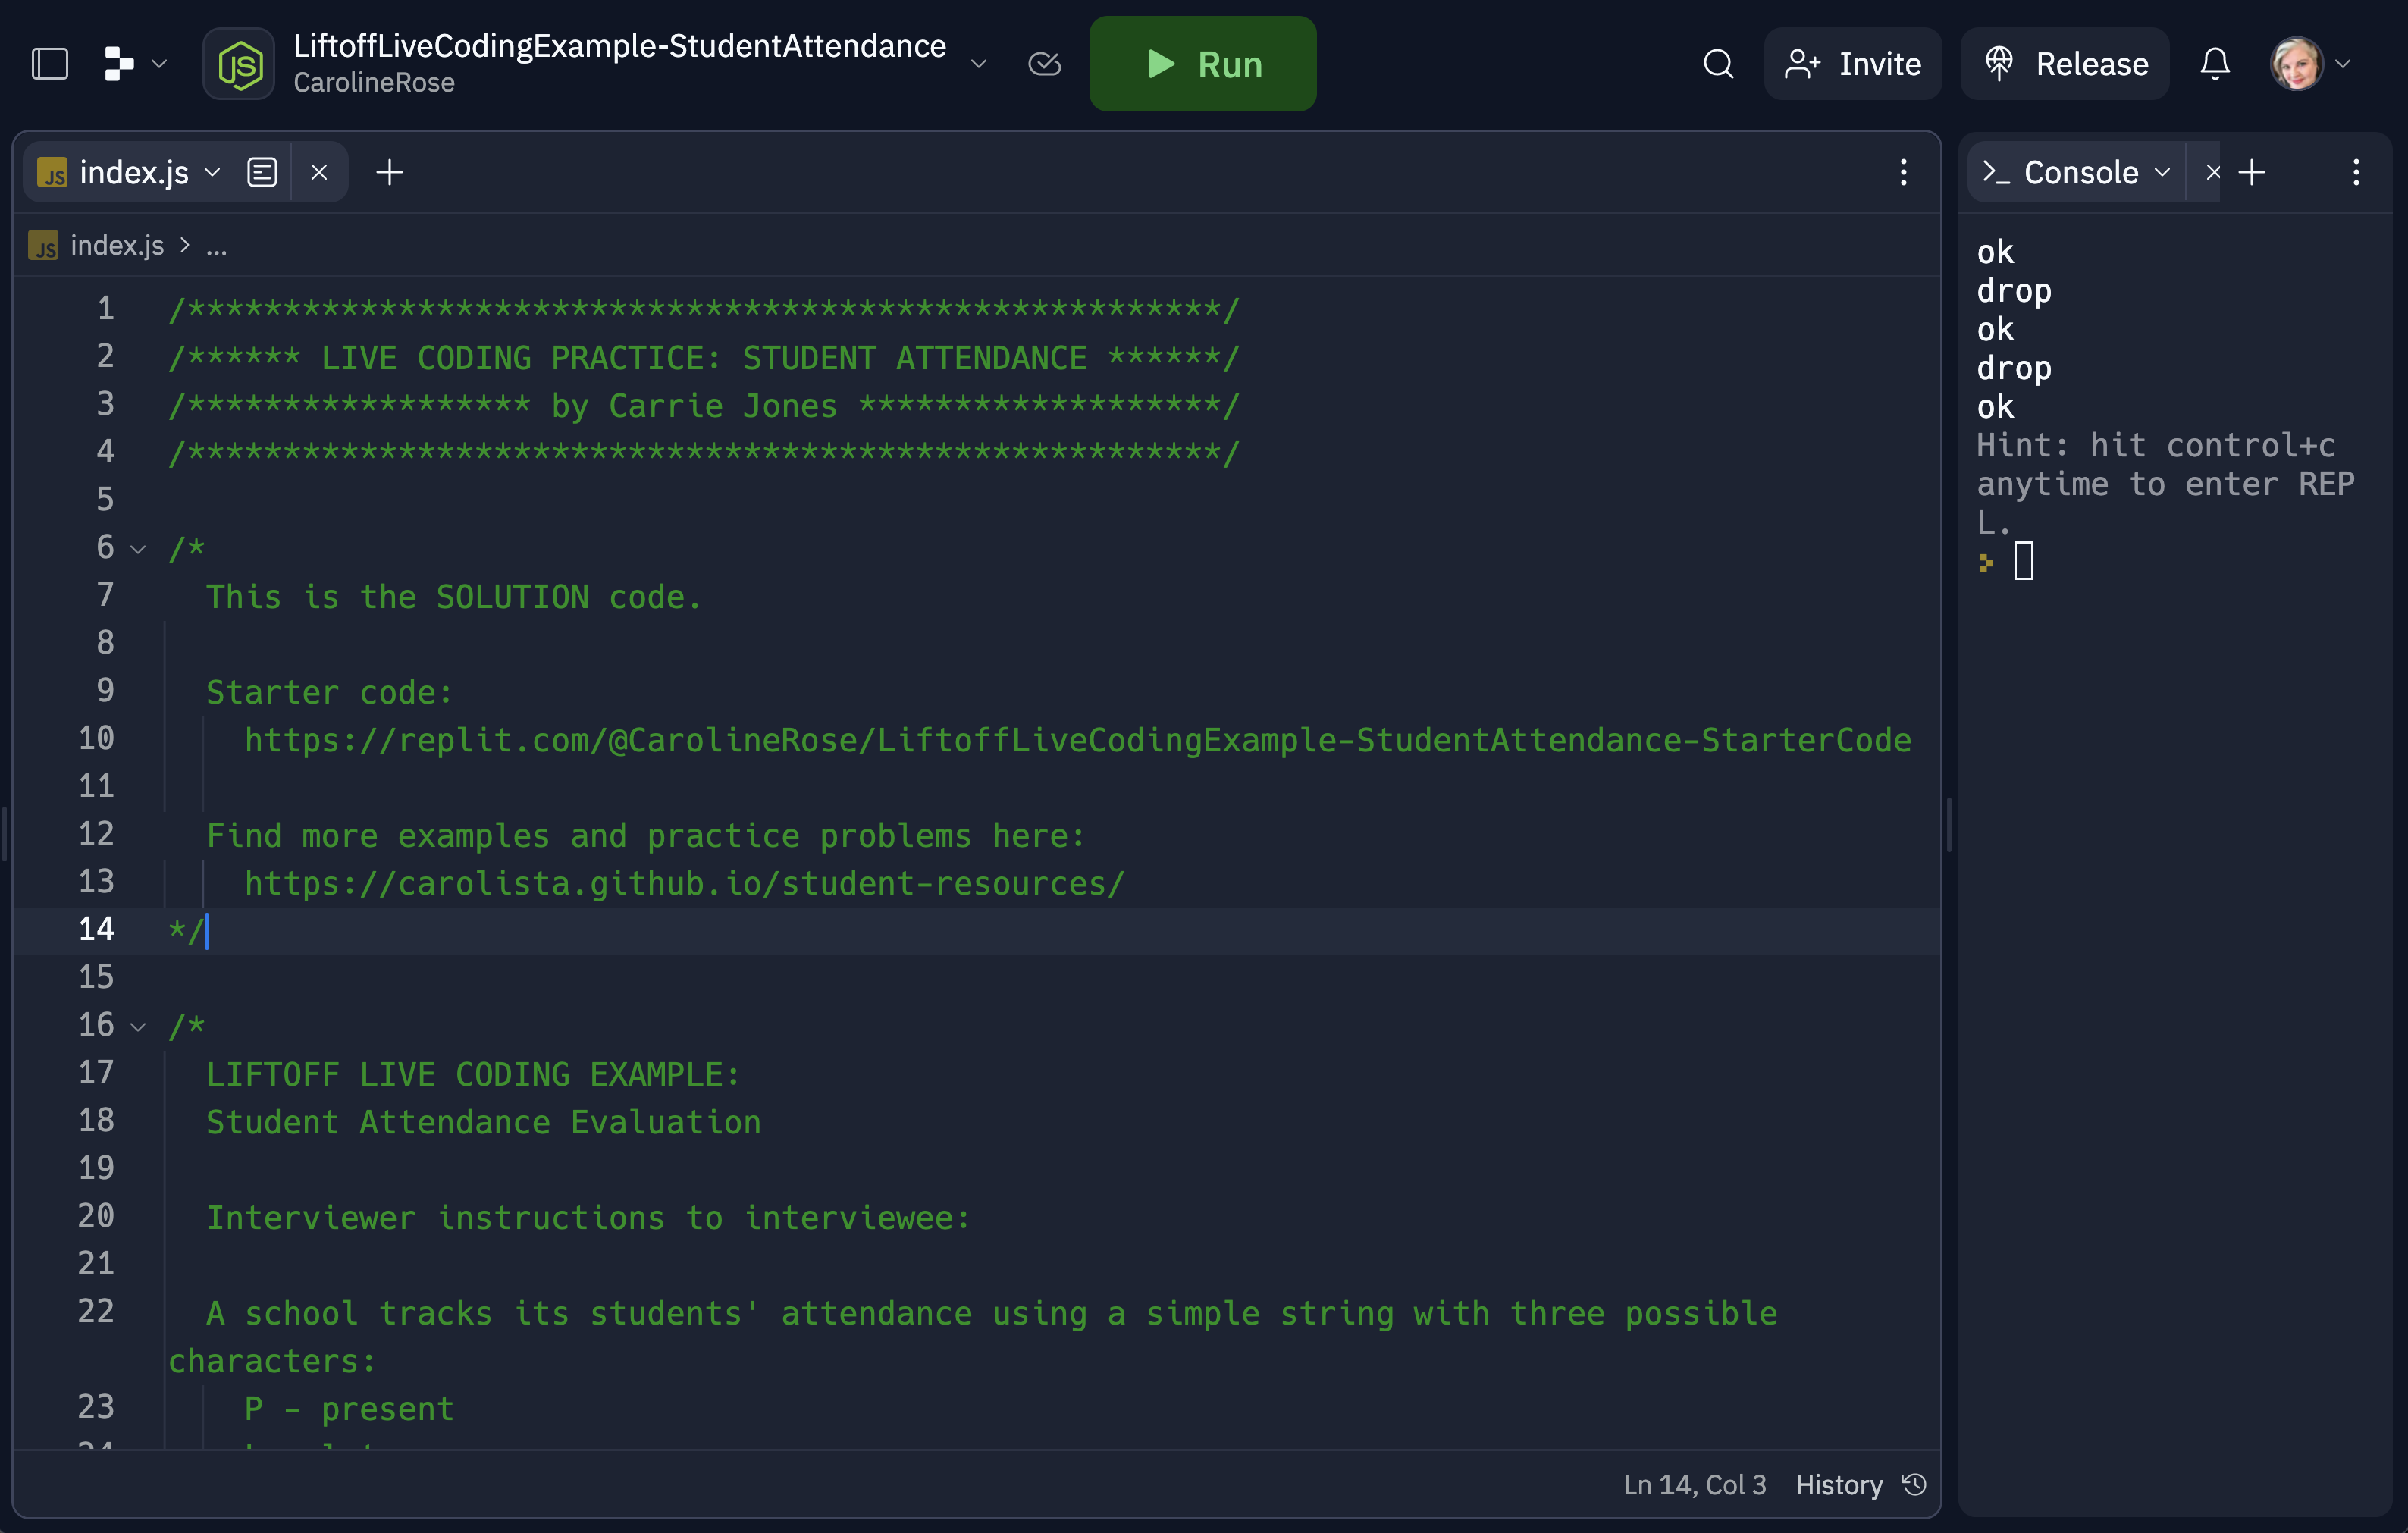 LiftoffLiveCodingExample-StudentAttendance
CarolineRose
Run
Invite
Release
JS index.js
Console
JS index.js > ...
1 /******************************************************/
2 /****** LIVE CODING PRACTICE: STUDENT ATTENDANCE ******/
3 /****************** by Carrie Jones *******************/
4 /******************************************************/
5
6 /*
7 This is the SOLUTION code.
8
9 Starter code:
10 https://replit.com/@CarolineRose/LiftoffLiveCodingExample-StudentAttendance-StarterCode
11
12 Find more examples and practice problems here:
13 https://carolista.github.io/student-resources/
14 */
15
16 /*
17 LIFTOFF LIVE CODING EXAMPLE:
18 Student Attendance Evaluation
19
20 Interviewer instructions to interviewee:
21
22 A school tracks its students' attendance using a simple string with three possible
characters:
23 P - present
Ln 14, Col 3 History
ok
drop
ok
drop
ok
Hint: hit control+c
anytime to enter REP
L.